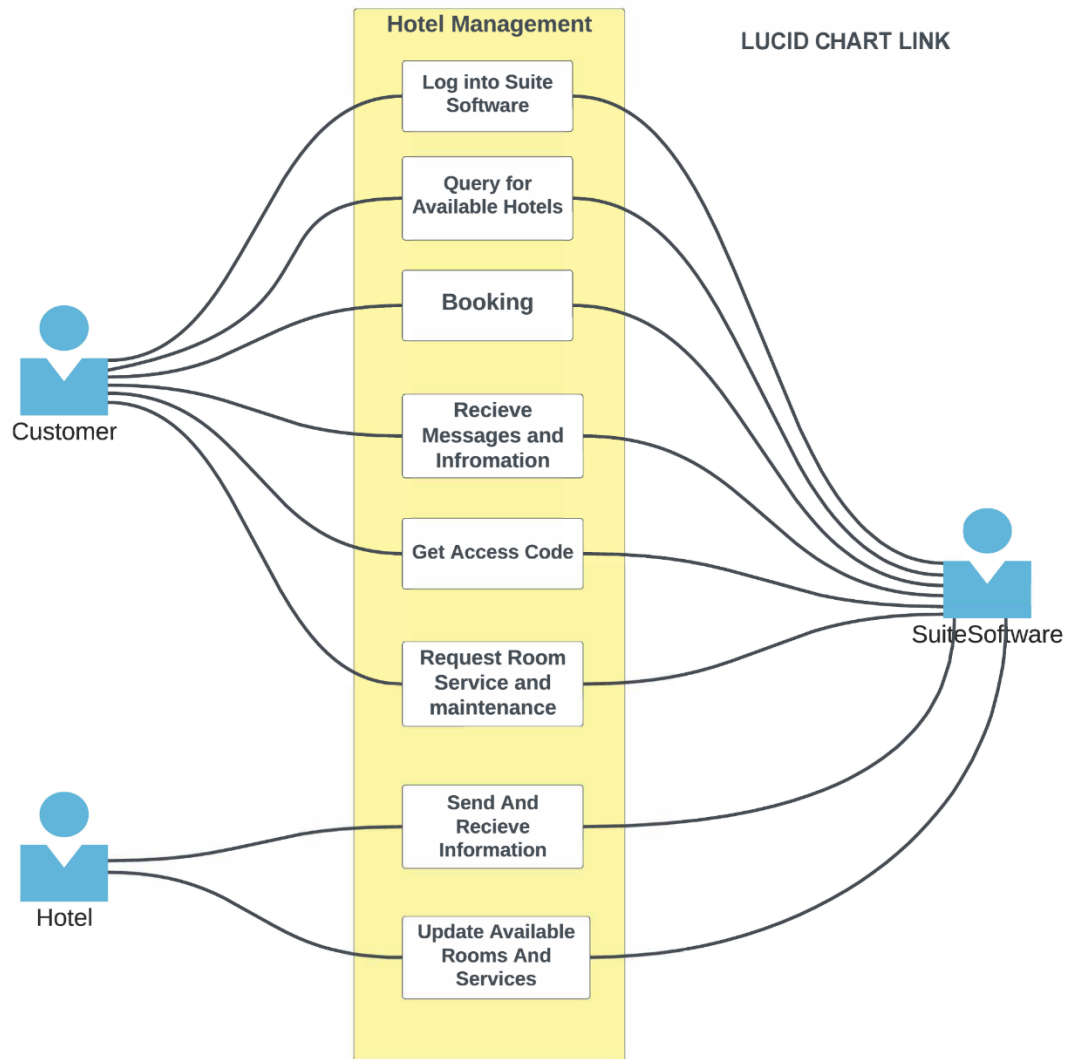 Hotel Management
LUCID CHART LINK
Log into Suite
Software
Query for
Available Hotels
Booking
Customer
Recieve
Messages and
Infromation
Get Access Code
SuiteSoftware
Request Room
Service and
maintenance
Send And
Recieve
Information
Hotel
Update Available
Rooms And
Services